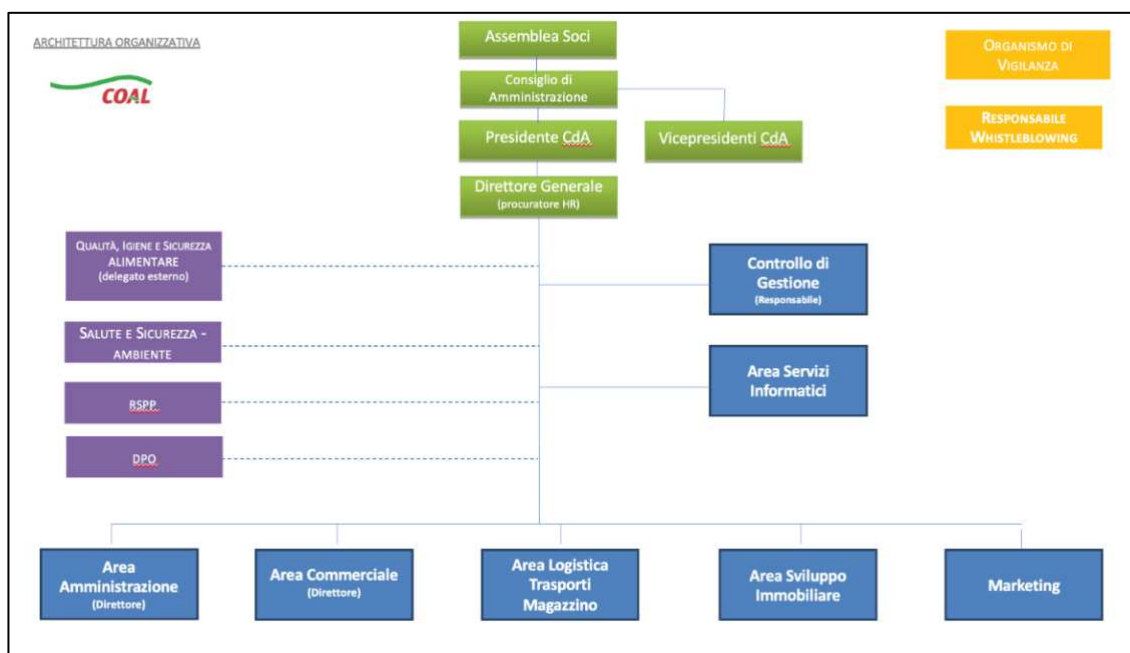 ARCHITETTURA ORGANIZZATIVA
COAL
Assemblea Soci
Consiglio di
Amministrazione
Presidente CdA
Vicepresidenti CdA
Direttore Generale
(procuratore HR)
ORGANISMO DI
VIGILANZA
RESPONSABILE
WHISTLEBLOWING
QUALITÀ, IGIENE E SICUREZZA
ALIMENTARE
(delegato esterno)
SALUTE E SICUREZZA -
AMBIENTE
RSPP
DPO
Controllo di
Gestione
(Responsabile)
Area Servizi
Informatici
Area
Amministrazione
(Direttore)
Area Commerciale
(Direttore)
Area Logistica
Trasporti
Magazzino
Area Sviluppo
Immobiliare
Marketing